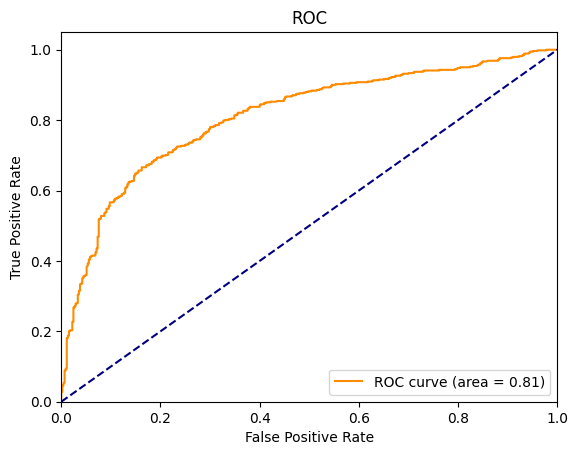 ROC
True Positive Rate
1.0
0.8
0.6
0.4
0.2
0.0
0.0 0.2 0.4 0.6 0.8 1.0
False Positive Rate
ROC curve (area = 0.81)